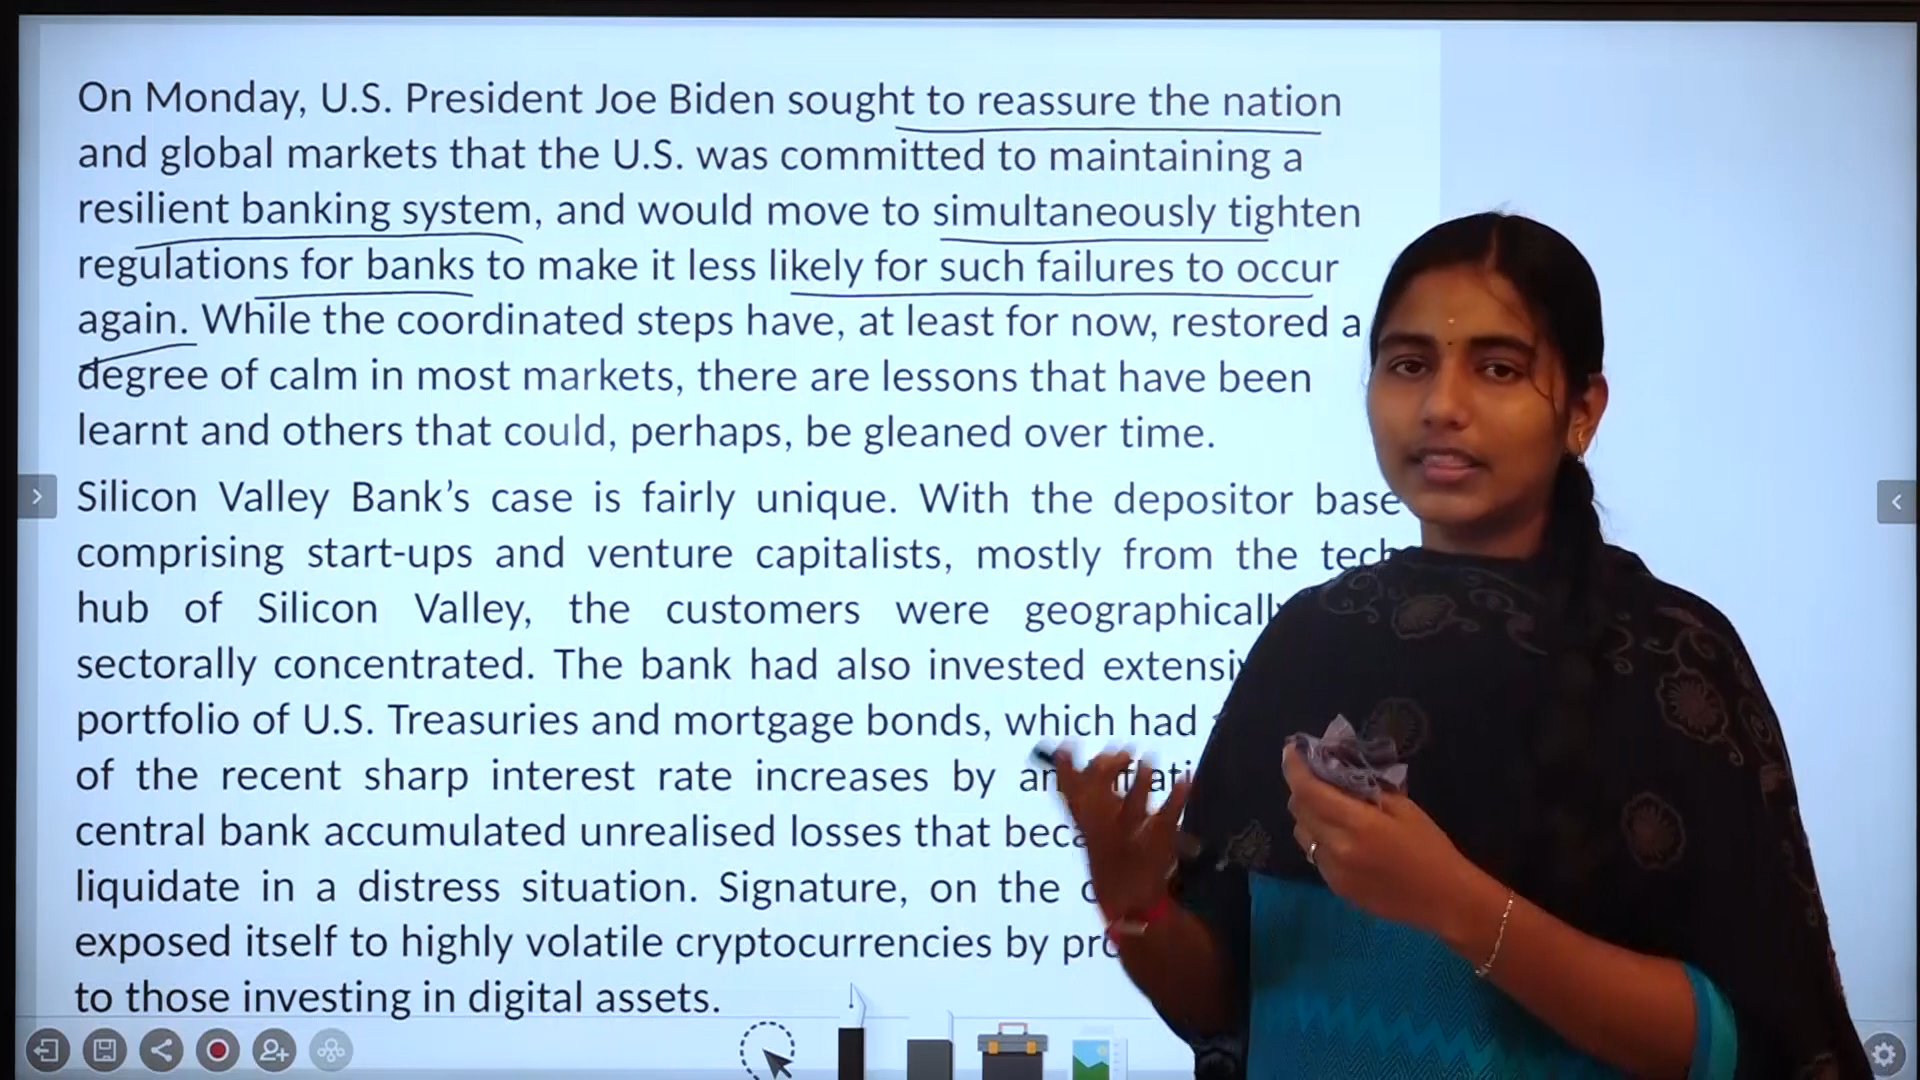 On Monday, U.S. President Joe Biden sought to reassure the nation
and global markets that the U.S. was committed to maintaining a
resilient banking system, and would move to simultaneously tighten
regulations for banks to make it less likely for such failures to occur
again. While the coordinated steps have, at least for now, restored a
degree of calm in most markets, there are lessons that have been
learnt and others that could, perhaps, be gleaned over time.
Silicon Valley Bank's case is fairly unique. With the depositor base
comprising start-ups and venture capitalists, mostly from the tech
hub of Silicon Valley, the customers were
sectorally concentrated. The bank had also invested
portfolio of U.S. Treasuries and mortgage bonds, which had
of the recent sharp interest rate increases by
central bank accumulated unrealised losses that
liquidate in a distress situation. Signature, on the
exposed itself to highly volatile cryptocurrencies by
to those investing in digital assets.